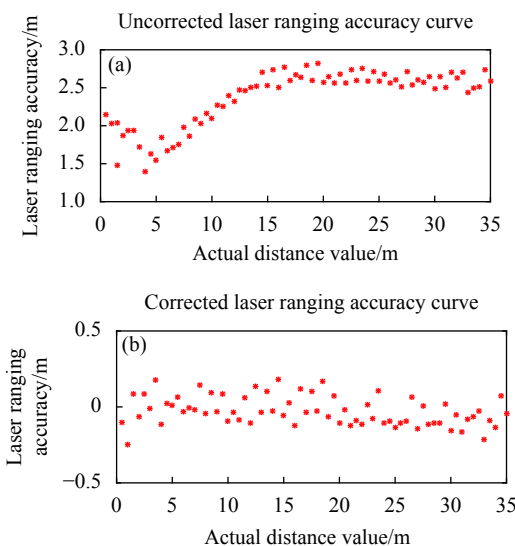 Uncorrected laser ranging accuracy curve
(a)
Laser ranging accuracy/m
3.0
2.5
2.0
1.5
1.0
0 5 10 15 20 25 30 35
Actual distance value/m
Corrected laser ranging accuracy curve
(b)
Laser ranging
accuracy/m
0.5
0
−0.5
0 5 10 15 20 25 30 35
Actual distance value/m